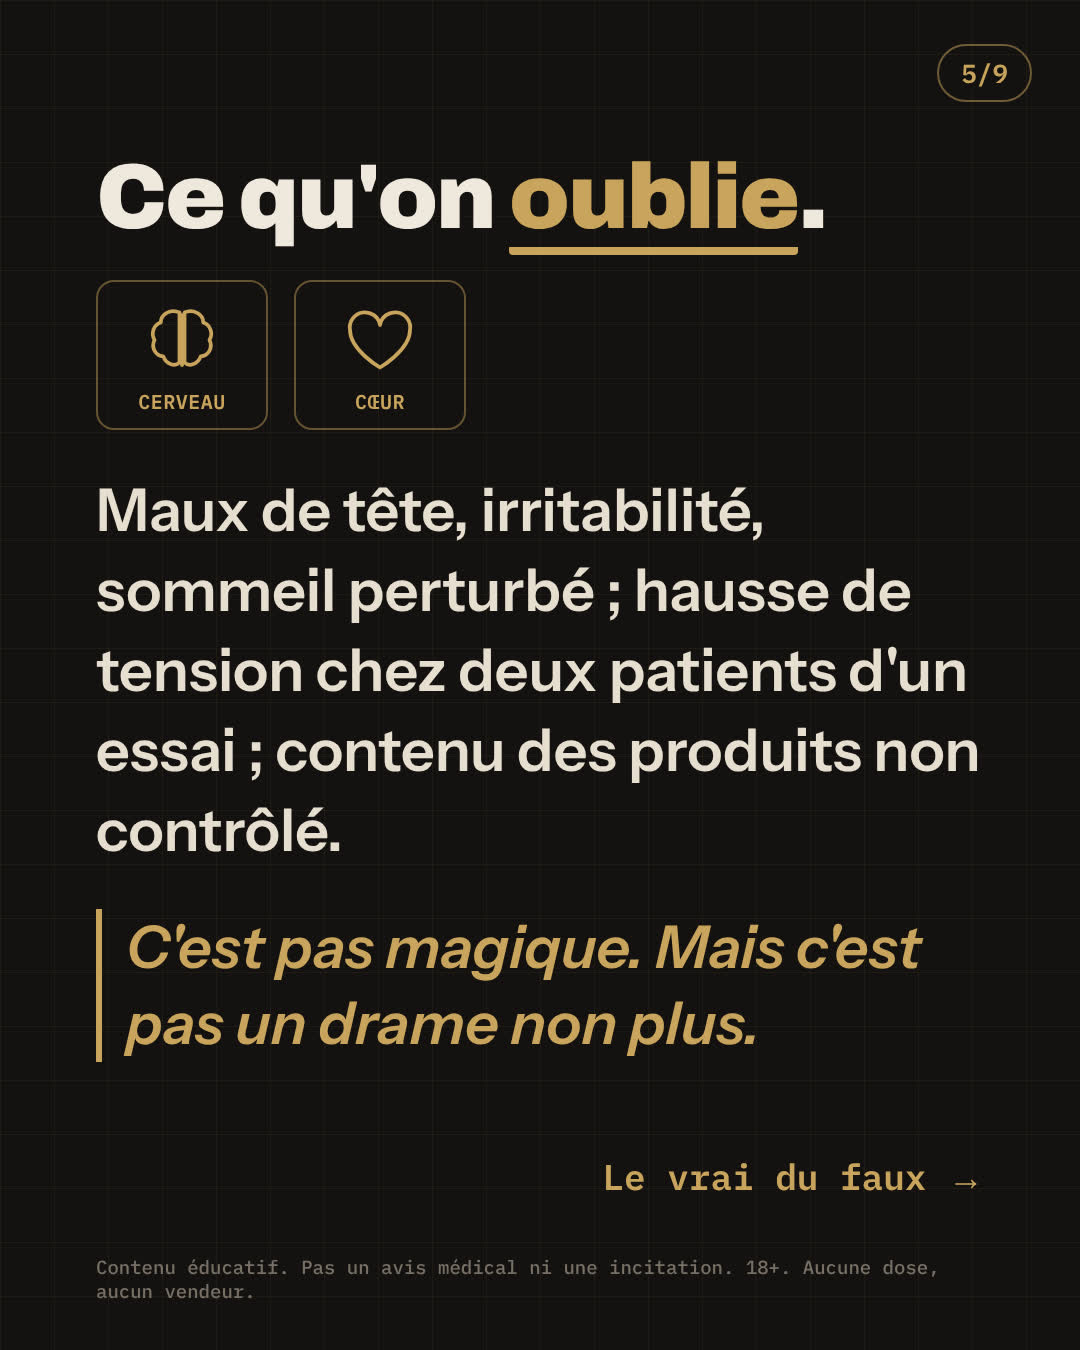 5/9
Ce qu'on oublie.
CERVEAU
CŒUR
Maux de tête, irritabilité,
sommeil perturbé ; hausse de
tension chez deux patients d'un
essai ; contenu des produits non
contrôlé.
C'est pas magique. Mais c'est
pas un drame non plus.
Le vrai du faux →
Contenu éducatif. Pas un avis médical ni une incitation. 18+. Aucune dose,
aucun vendeur.